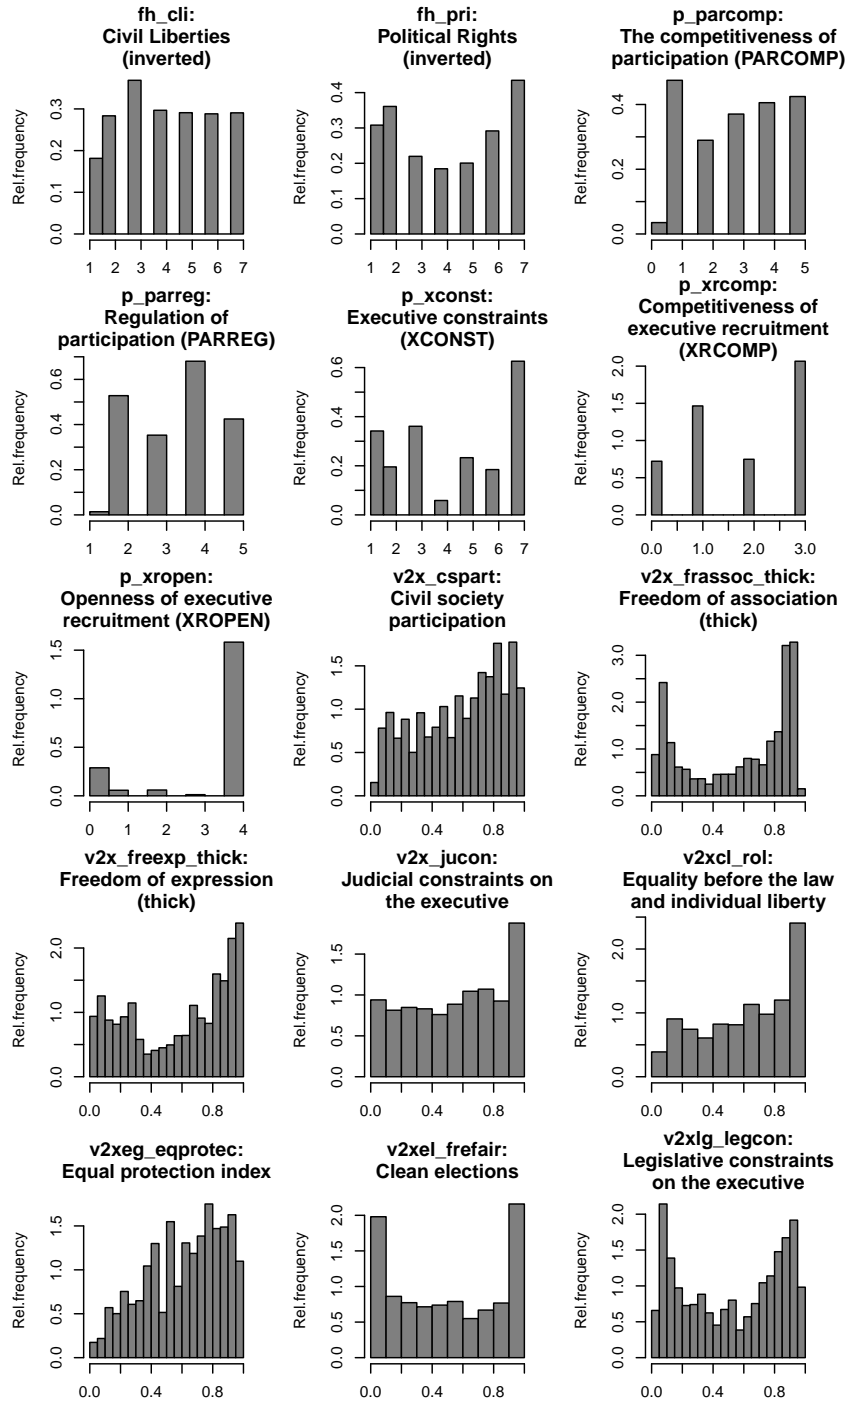 fh_cli:
Civil Liberties
(inverted)
Rel.frequency
0.0 0.1 0.2 0.3
1 2 3 4 5 6 7
fh_pri:
Political Rights
(inverted)
Rel.frequency
0.0 0.1 0.2 0.3 0.4
1 2 3 4 5 6 7
p_parcomp:
The competitiveness of
participation (PARCOMP)
Rel.frequency
0.0 0.2 0.4
0 1 2 3 4 5
p_parreg:
Regulation of
participation (PARREG)
Rel.frequency
0.0 0.2 0.4 0.6
1 2 3 4 5
p_xconst:
Executive constraints
(XCONST)
Rel.frequency
0.0 0.2 0.4 0.6
1 2 3 4 5 6 7
p_xrcomp:
Competitiveness of
executive recruitment
(XRCOMP)
Rel.frequency
0.0 0.5 1.0 2.0
0.0 1.0 2.0 3.0
p_xropen:
Openness of executive
recruitment (XROPEN)
Rel.frequency
0.0 0.5 1.0 1.5
0 1 2 3 4
v2x_cspart:
Civil society
participation
Rel.frequency
0.0 0.5 1.0 1.5
0.0 0.4 0.8
v2x_frassoc_thick:
Freedom of association
(thick)
Rel.frequency
0.0 1.0 2.0 3.0
0.0 0.4 0.8
v2x_freexp_thick:
Freedom of expression
(thick)
Rel.frequency
0.0 1.0 2.0
0.0 0.4 0.8
v2x_jucon:
Judicial constraints on
the executive
Rel.frequency
0.0 0.5 1.0 1.5
0.0 0.4 0.8
v2xcl_rol:
Equality before the law
and individual liberty
Rel.frequency
0.0 1.0 2.0
0.0 0.4 0.8
v2xeg_eqprotec:
Equal protection index
Rel.frequency
0.0 0.5 1.0 1.5
0.0 0.4 0.8
v2xel_frefair:
Clean elections
Rel.frequency
0.0 0.5 1.0 1.5 2.0
0.0 0.4 0.8
v2xlg_legcon:
Legislative constraints
on the executive
Rel.frequency
0.0 0.5 1.0 1.5 2.0
0.0 0.4 0.8